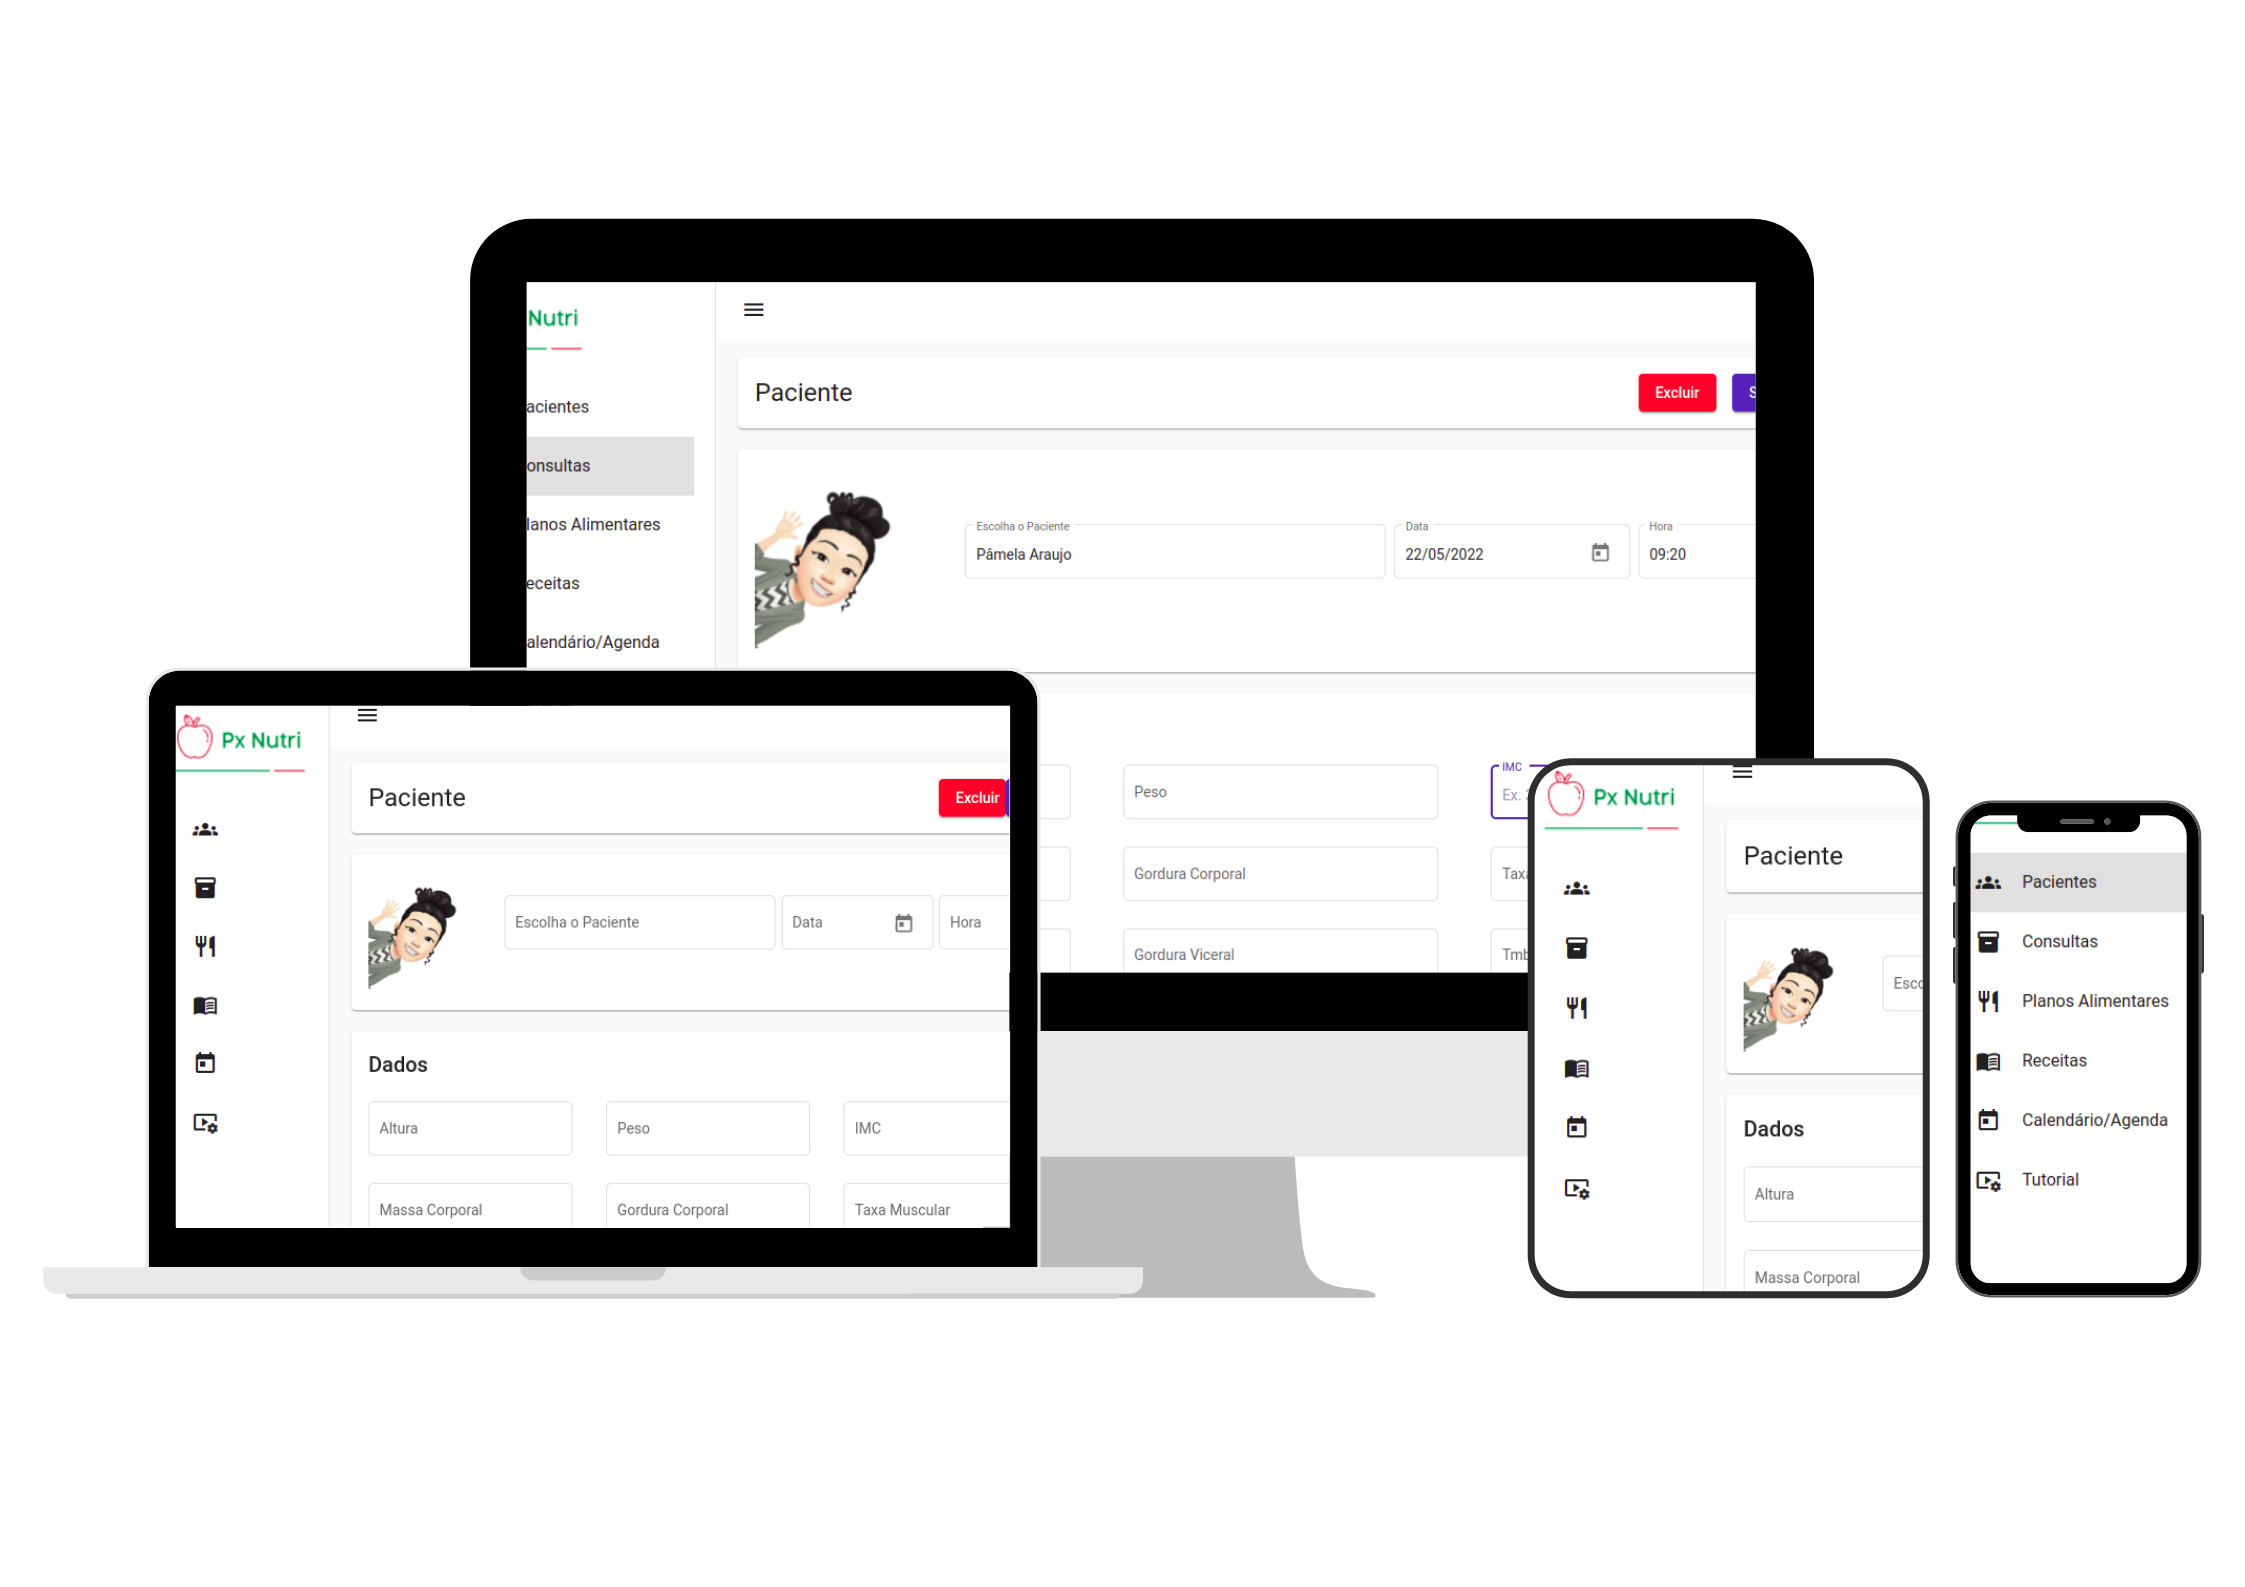 Nutri
acientes
onsultas
lanos Alimentares
eceitas
alendário/Agenda
Paciente
Excluir
S
Escolha o Paciente
Pâmela Araujo
Data
22/05/2022
Hora
09:20
Peso
IMC
Ex.
Gordura Corporal
Taxa
Gordura Viceral
Tmb
Px Nutri
Paciente
Excluir
Escolha o Paciente
Data
Hora
Dados
Altura
Peso
IMC
Massa Corporal
Gordura Corporal
Taxa Muscular
Px Nutri
Paciente
Esco
Dados
Altura
Massa Corporal
Pacientes
Consultas
Planos Alimentares
Receitas
Calendário/Agenda
Tutorial